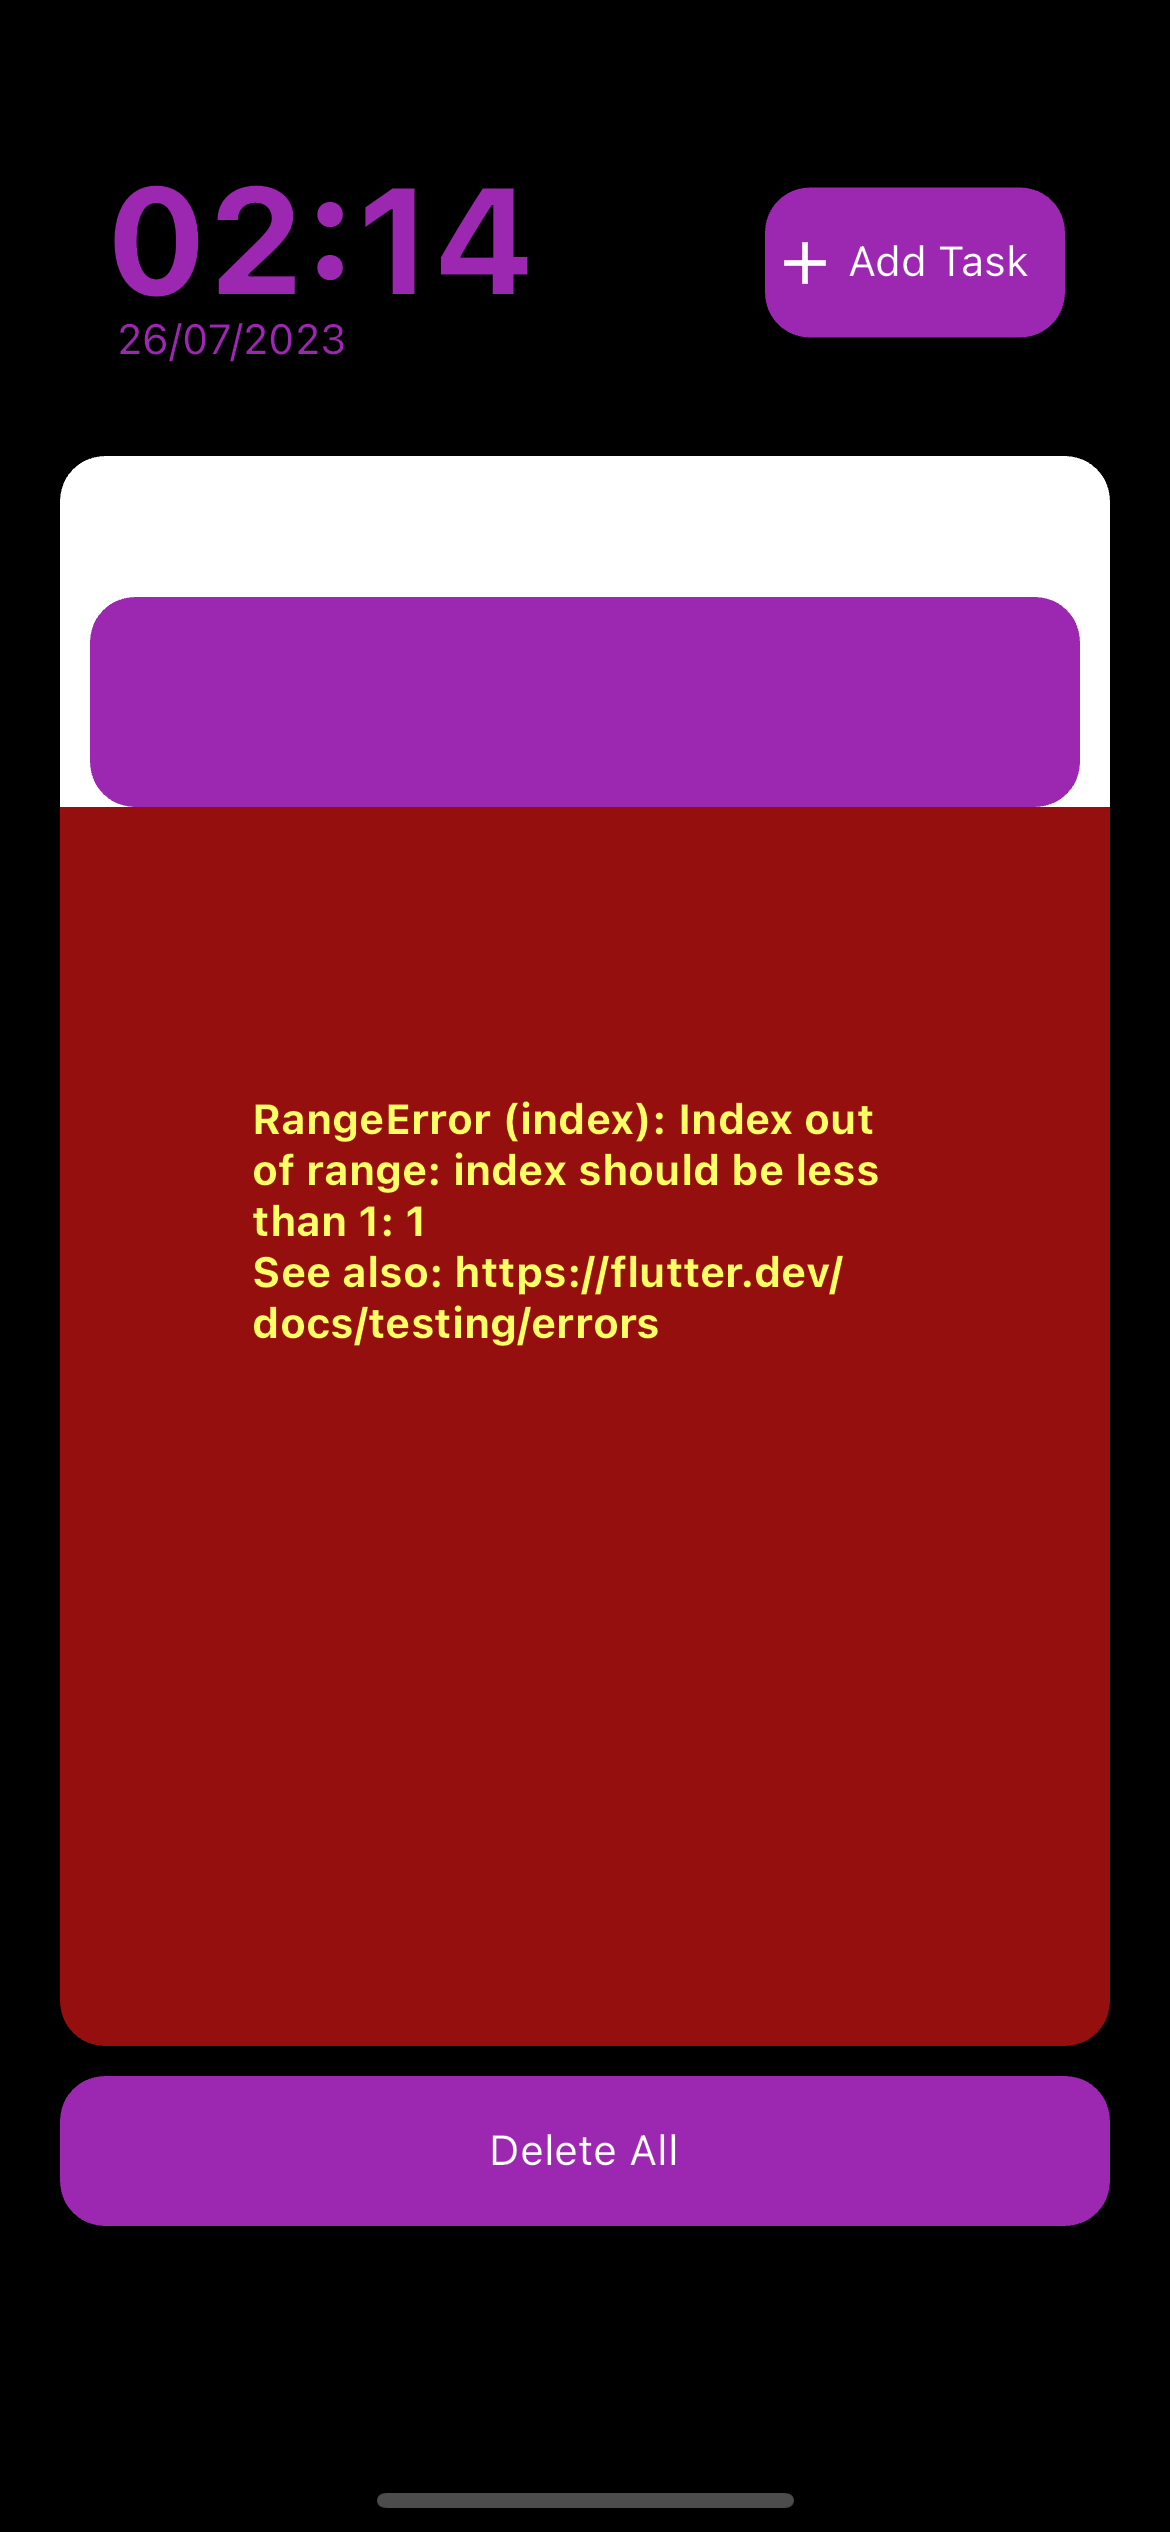 02:14
26/07/2023
Add Task
RangeError (index): Index out
of range: index should be less
than 1: 1
See also: https://flutter.dev/
docs/testing/errors
Delete All